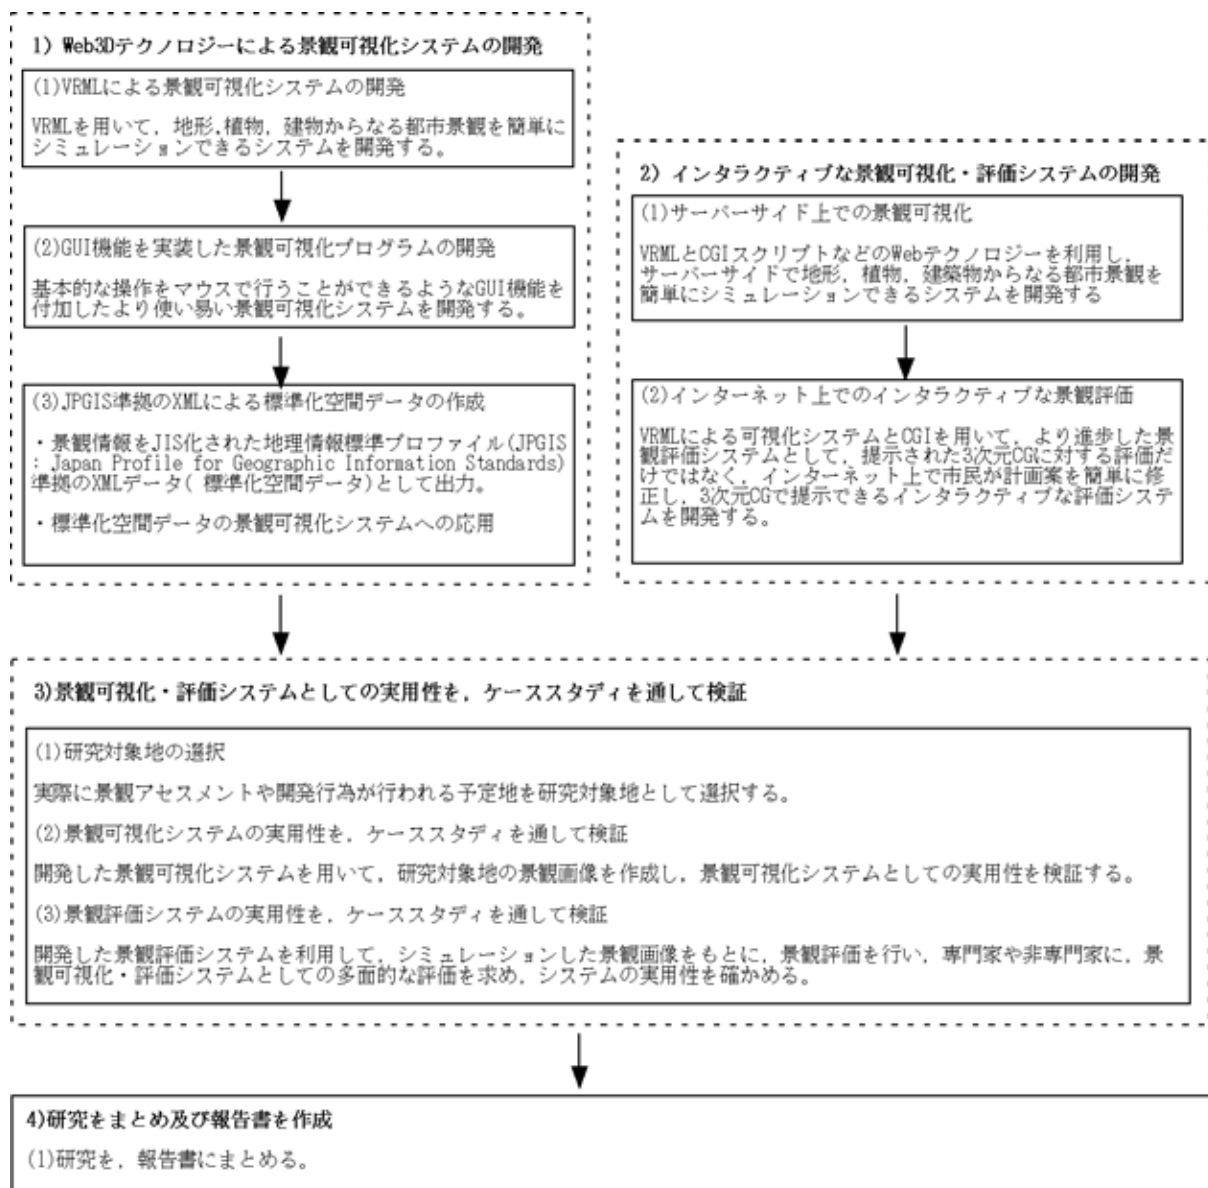 1) Web3Dテクノロジーによる景観可視化システムの開発
(1)VRMLによる景観可視化システムの開発
VRMLを用いて，地形,植物，建物からなる都市景観を簡単に
シミュレーションできるシステムを開発する。
(2)GUI機能を実装した景観可視化プログラムの開発
基本的な操作をマウスで行うことができるようなGUI機能を
付加したより使い易い景観可視化システムを開発する。
(3)JPGIS準拠のXMLによる標準化空間データの作成
・景観情報をJIS化された地理情報標準プロファイル(JPGIS
: Japan Profile for Geographic Information Standards)
準拠のXMLデータ( 標準化空間データ)として出力。
・標準化空間データの景観可視化システムへの応用
2) インタラクティブな景観可視化・評価システムの開発
(1)サーバーサイド上での景観可視化
VRMLとCGIスクリプトなどのWebテクノロジーを利用し，
サーバーサイドで地形，植物，建築物からなる都市景観を
簡単にシミュレーションできるシステムを開発する
(2)インターネット上でのインタラクティブな景観評価
VRMLによる可視化システムとCGIを用いて，より進歩した景
観評価システムとして，提示された3次元CGに対する評価だ
けではなく，インターネット上で市民が計画案を簡単に修
正し，3次元CGで提示できるインタラクティブな評価システ
ムを開発する。
3)景観可視化・評価システムとしての実用性を，ケーススタディを通して検証
(1)研究対象地の選択
実際に景観アセスメントや開発行為が行われる予定地を研究対象地として選択する。
(2)景観可視化システムの実用性を，ケーススタディを通して検証
開発した景観可視化システムを用いて，研究対象地の景観画像を作成し，景観可視化システムとしての実用性を検証する。
(3)景観評価システムの実用性を，ケーススタディを通して検証
開発した景観評価システムを利用して，シミュレーションした景観画像をもとに，景観評価を行い，専門家や非専門家に，景
観可視化・評価システムとしての多面的な評価を求め，システムの実用性を確かめる。
4)研究をまとめ及び報告書を作成
(1)研究を，報告書にまとめる。